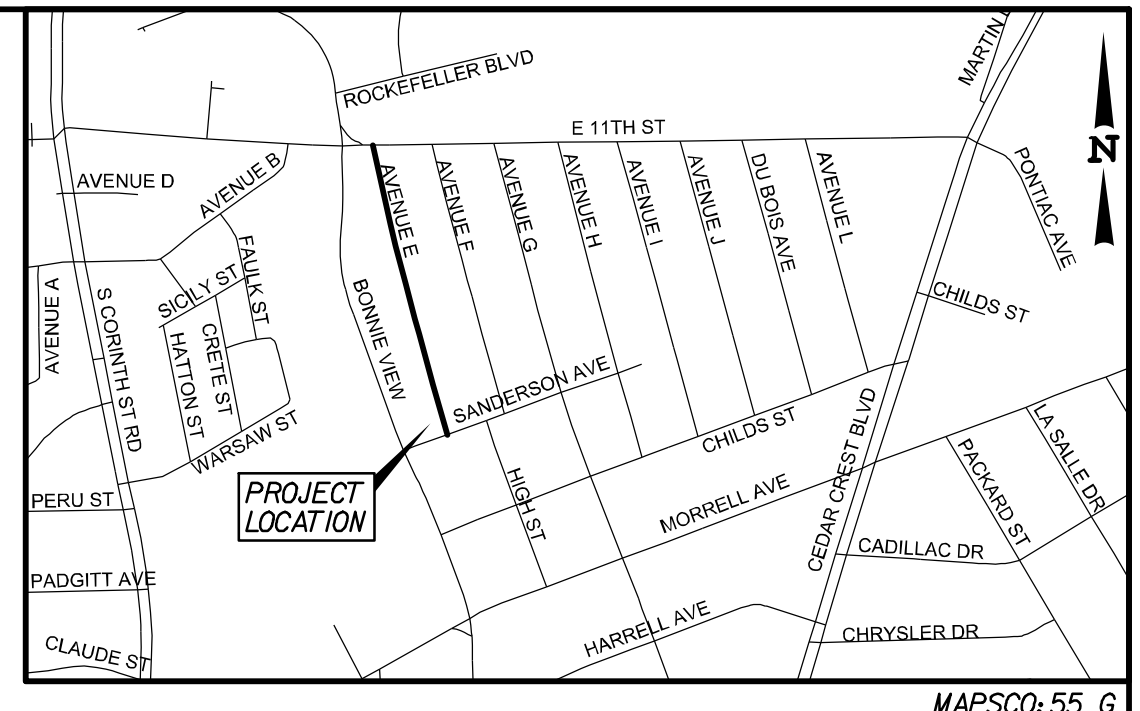 ROCKEFELLER BLVD
MARTIN
E 11TH ST
N
AVENUE D
AVENUE B
AVENUE E
AVENUE F
AVENUE G
AVENUE H
AVENUE I
AVENUE J
DU BOIS AVE
AVENUE L
PONTIAC AVE
AVENUE A
S CORINTH ST RD
SICILY ST
FAULK ST
HATTON ST
CRETE ST
WARSAW ST
BONNIE VIEW
SANDERSON AVE
CHILDS ST
CHILDS ST
PROJECT
LOCATION
HIGH ST
MORRELL AVE
CEDAR CREST BLVD
PACKARD ST
LA SALLE DR
PERU ST
PADGITT AVE
CLAUDE ST
CADILLAC DR
HARRELL AVE
CHRYSLER DR
MAPSCO: 55 G